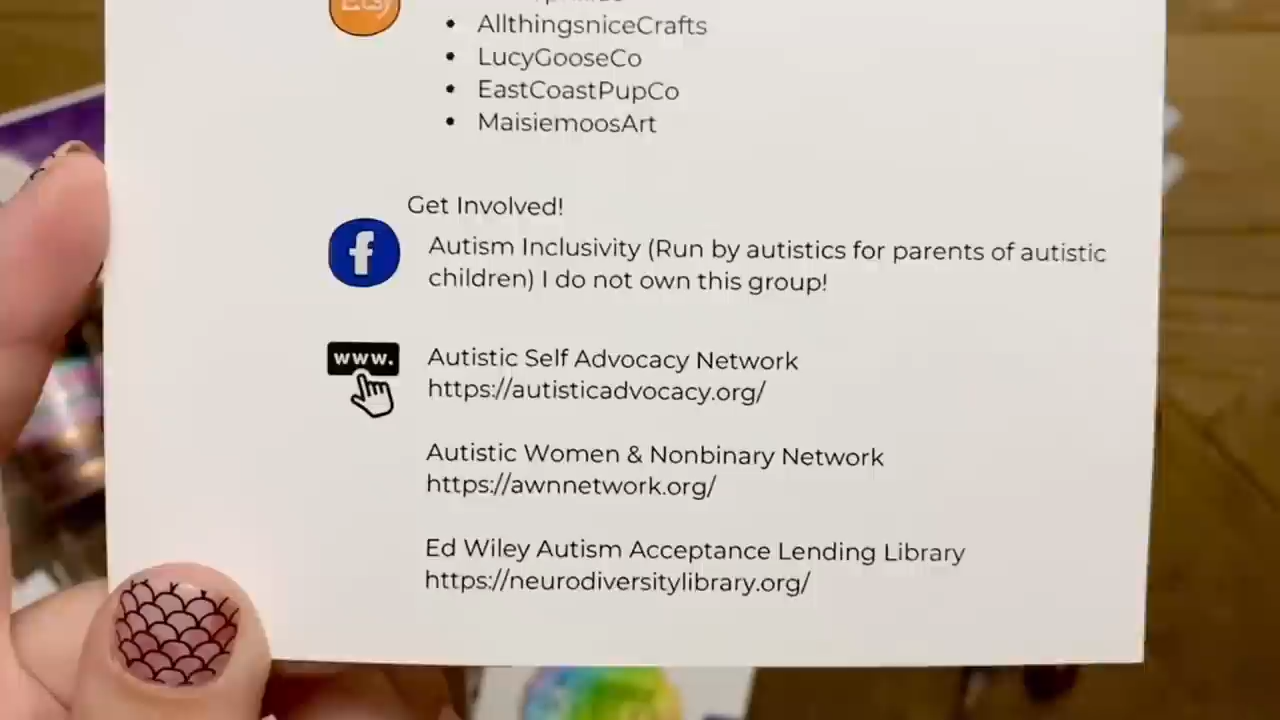 Etsy
AllthingsniceCrafts
LucyGooseCo
EastCoastPupCo
MaisiemoosArt
Get Involved!
f
Autism Inclusivity (Run by autistics for parents of autistic
children) I do not own this group!
www.
Autistic Self Advocacy Network
https://autisticadvocacy.org/
Autistic Women & Nonbinary Network
https://awnnetwork.org/
Ed Wiley Autism Acceptance Lending Library
https://neurodiversitylibrary.org/